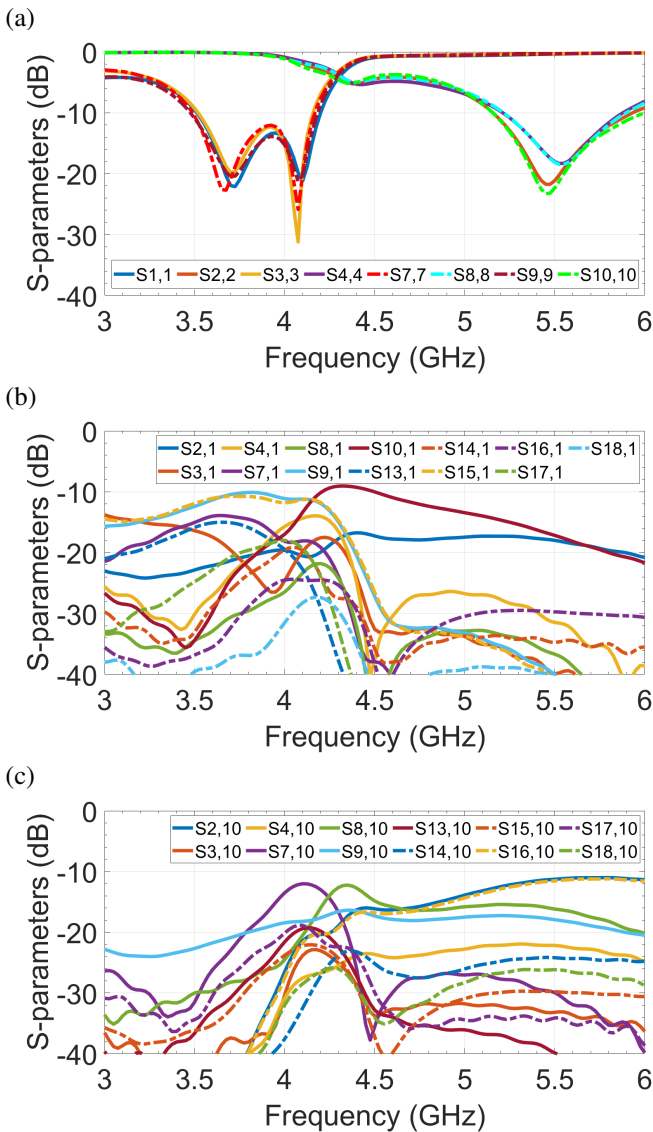 (a)
0
-10
-20
-30
-40
S-parameters (dB)
S1,1 S2,2 S3,3 S4,4 S7,7 S8,8 S9,9 S10,10
3 3.5 4 4.5 5 5.5 6
Frequency (GHz)
(b)
0
-10
-20
-30
-40
S-parameters (dB)
S2,1 S4,1 S8,1 S10,1 S14,1 S16,1 S18,1
S3,1 S7,1 S9,1 S13,1 S15,1 S17,1
3 3.5 4 4.5 5 5.5 6
Frequency (GHz)
(c)
0
-10
-20
-30
-40
S-parameters (dB)
S2,10 S4,10 S8,10 S13,10 S15,10 S17,10
S3,10 S7,10 S9,10 S14,10 S16,10 S18,10
3 3.5 4 4.5 5 5.5 6
Frequency (GHz)